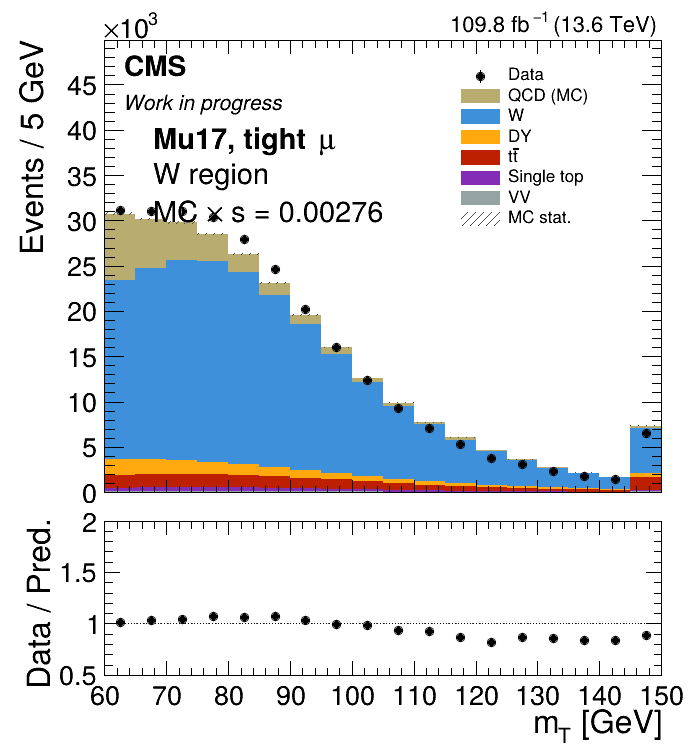 ×10³
109.8 fb⁻¹ (13.6 TeV)
Events / 5 GeV
CMS
Work in progress
Mu17, tight μ
W region
MC × s = 0.00276
Data
QCD (MC)
W
DY
tt̄
Single top
VV
MC stat.
45
40
35
30
25
20
15
10
5
0
Data / Pred.
2
1.5
1
0.5
60 70 80 90 100 110 120 130 140 150
m_T [GeV]